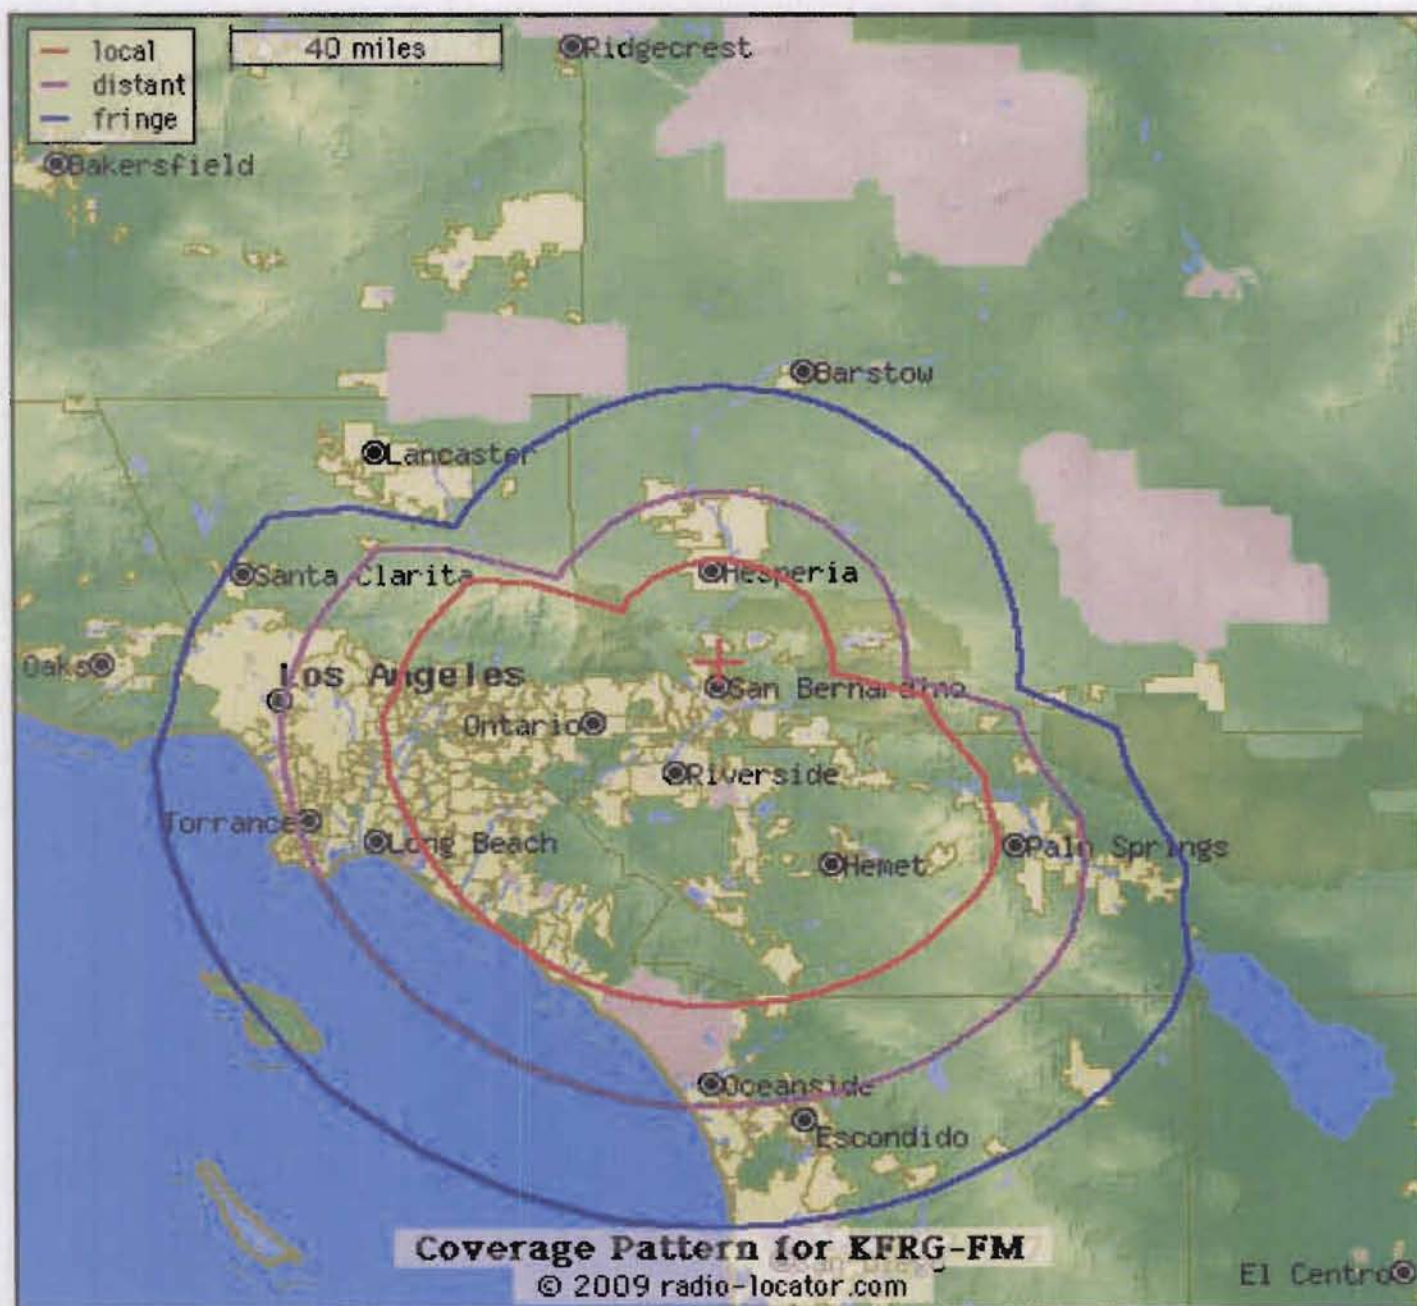 local
distant
fringe
40 miles
Ridgecrest
Bakersfield
Barstow
Lancaster
Santa Clarita
Hesperia
Oaks
Los Angeles
San Bernardino
Ontario
Riverside
Torrance
Long Beach
Palm Springs
Hemet
Oceanside
Escondido
Coverage Pattern for KFRG-FM
© 2009 radio-locator.com
El Centro